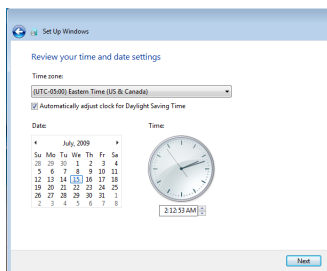 Set Up Windows
Review your time and date settings
Time zone:
(UTC-05:00) Eastern Time (US & Canada)
Automatically adjust clock for Daylight Saving Time
Date: Time:
July, 2009
Su Mo Tu We Th Fr Sa
28 29 30 1 2 3 4
5 6 7 8 9 10 11
12 13 14 15 16 17 18
19 20 21 22 23 24 25
26 27 28 29 30 31 1
2 3 4 5 6 7 8
2:12:53 AM
Next